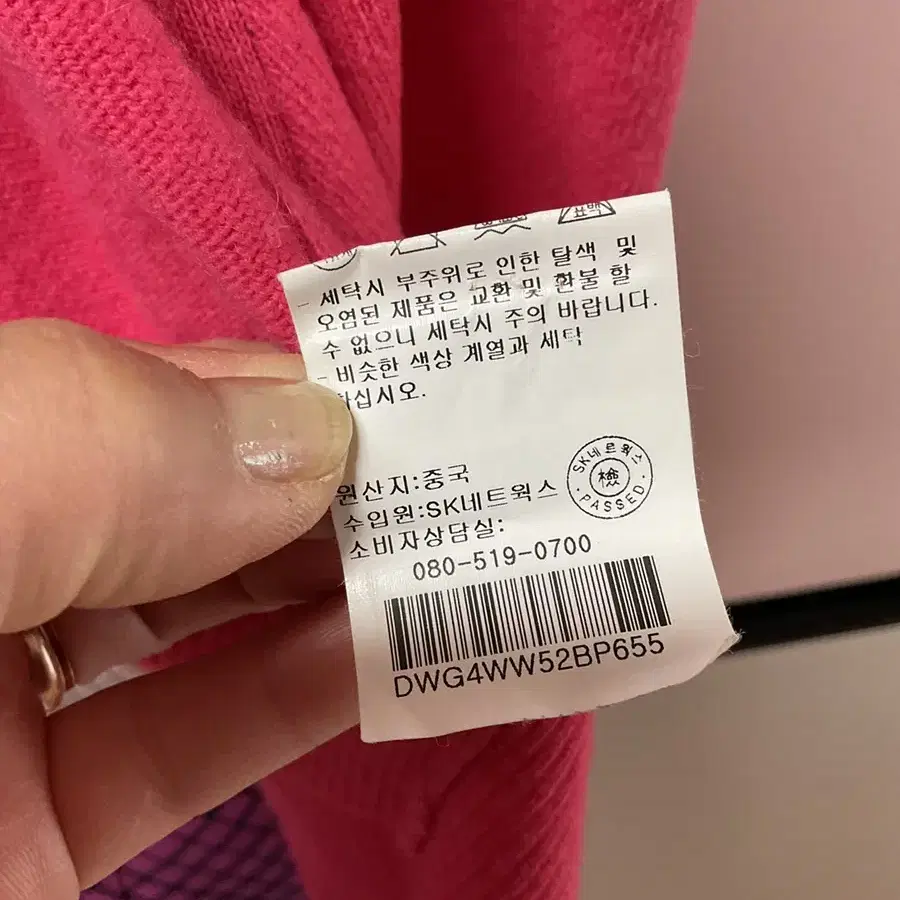 표백
- 세탁시 부주위로 인한 탈색 및
오염된 제품은 교환 및 환불 할
수 없으니 세탁시 주의 바랍니다.
- 비슷한 색상 계열과 세탁
하십시오.
원산지:중국
수입원:SK네트웍스
소비자상담실:
080-519-0700
SK네트웍스
檢
PASSED
DWG4WW52BP655